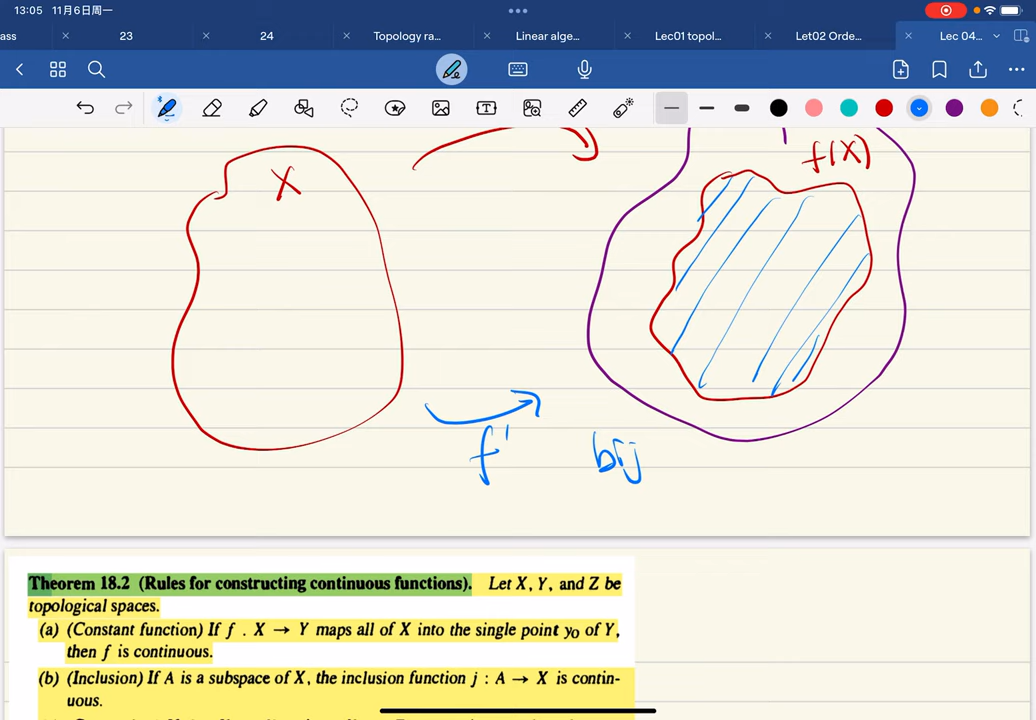 13:05 11月6日周一
ass
23
24
Topology ra...
Linear alge...
Lec01 topol...
Let02 Orde...
Lec 04...
X
f(X)
f'
bij
Theorem 18.2 (Rules for constructing continuous functions). Let X, Y, and Z be
topological spaces.
(a) (Constant function) If f . X → Y maps all of X into the single point y₀ of Y,
then f is continuous.
(b) (Inclusion) If A is a subspace of X, the inclusion function j : A → X is contin-
uous.